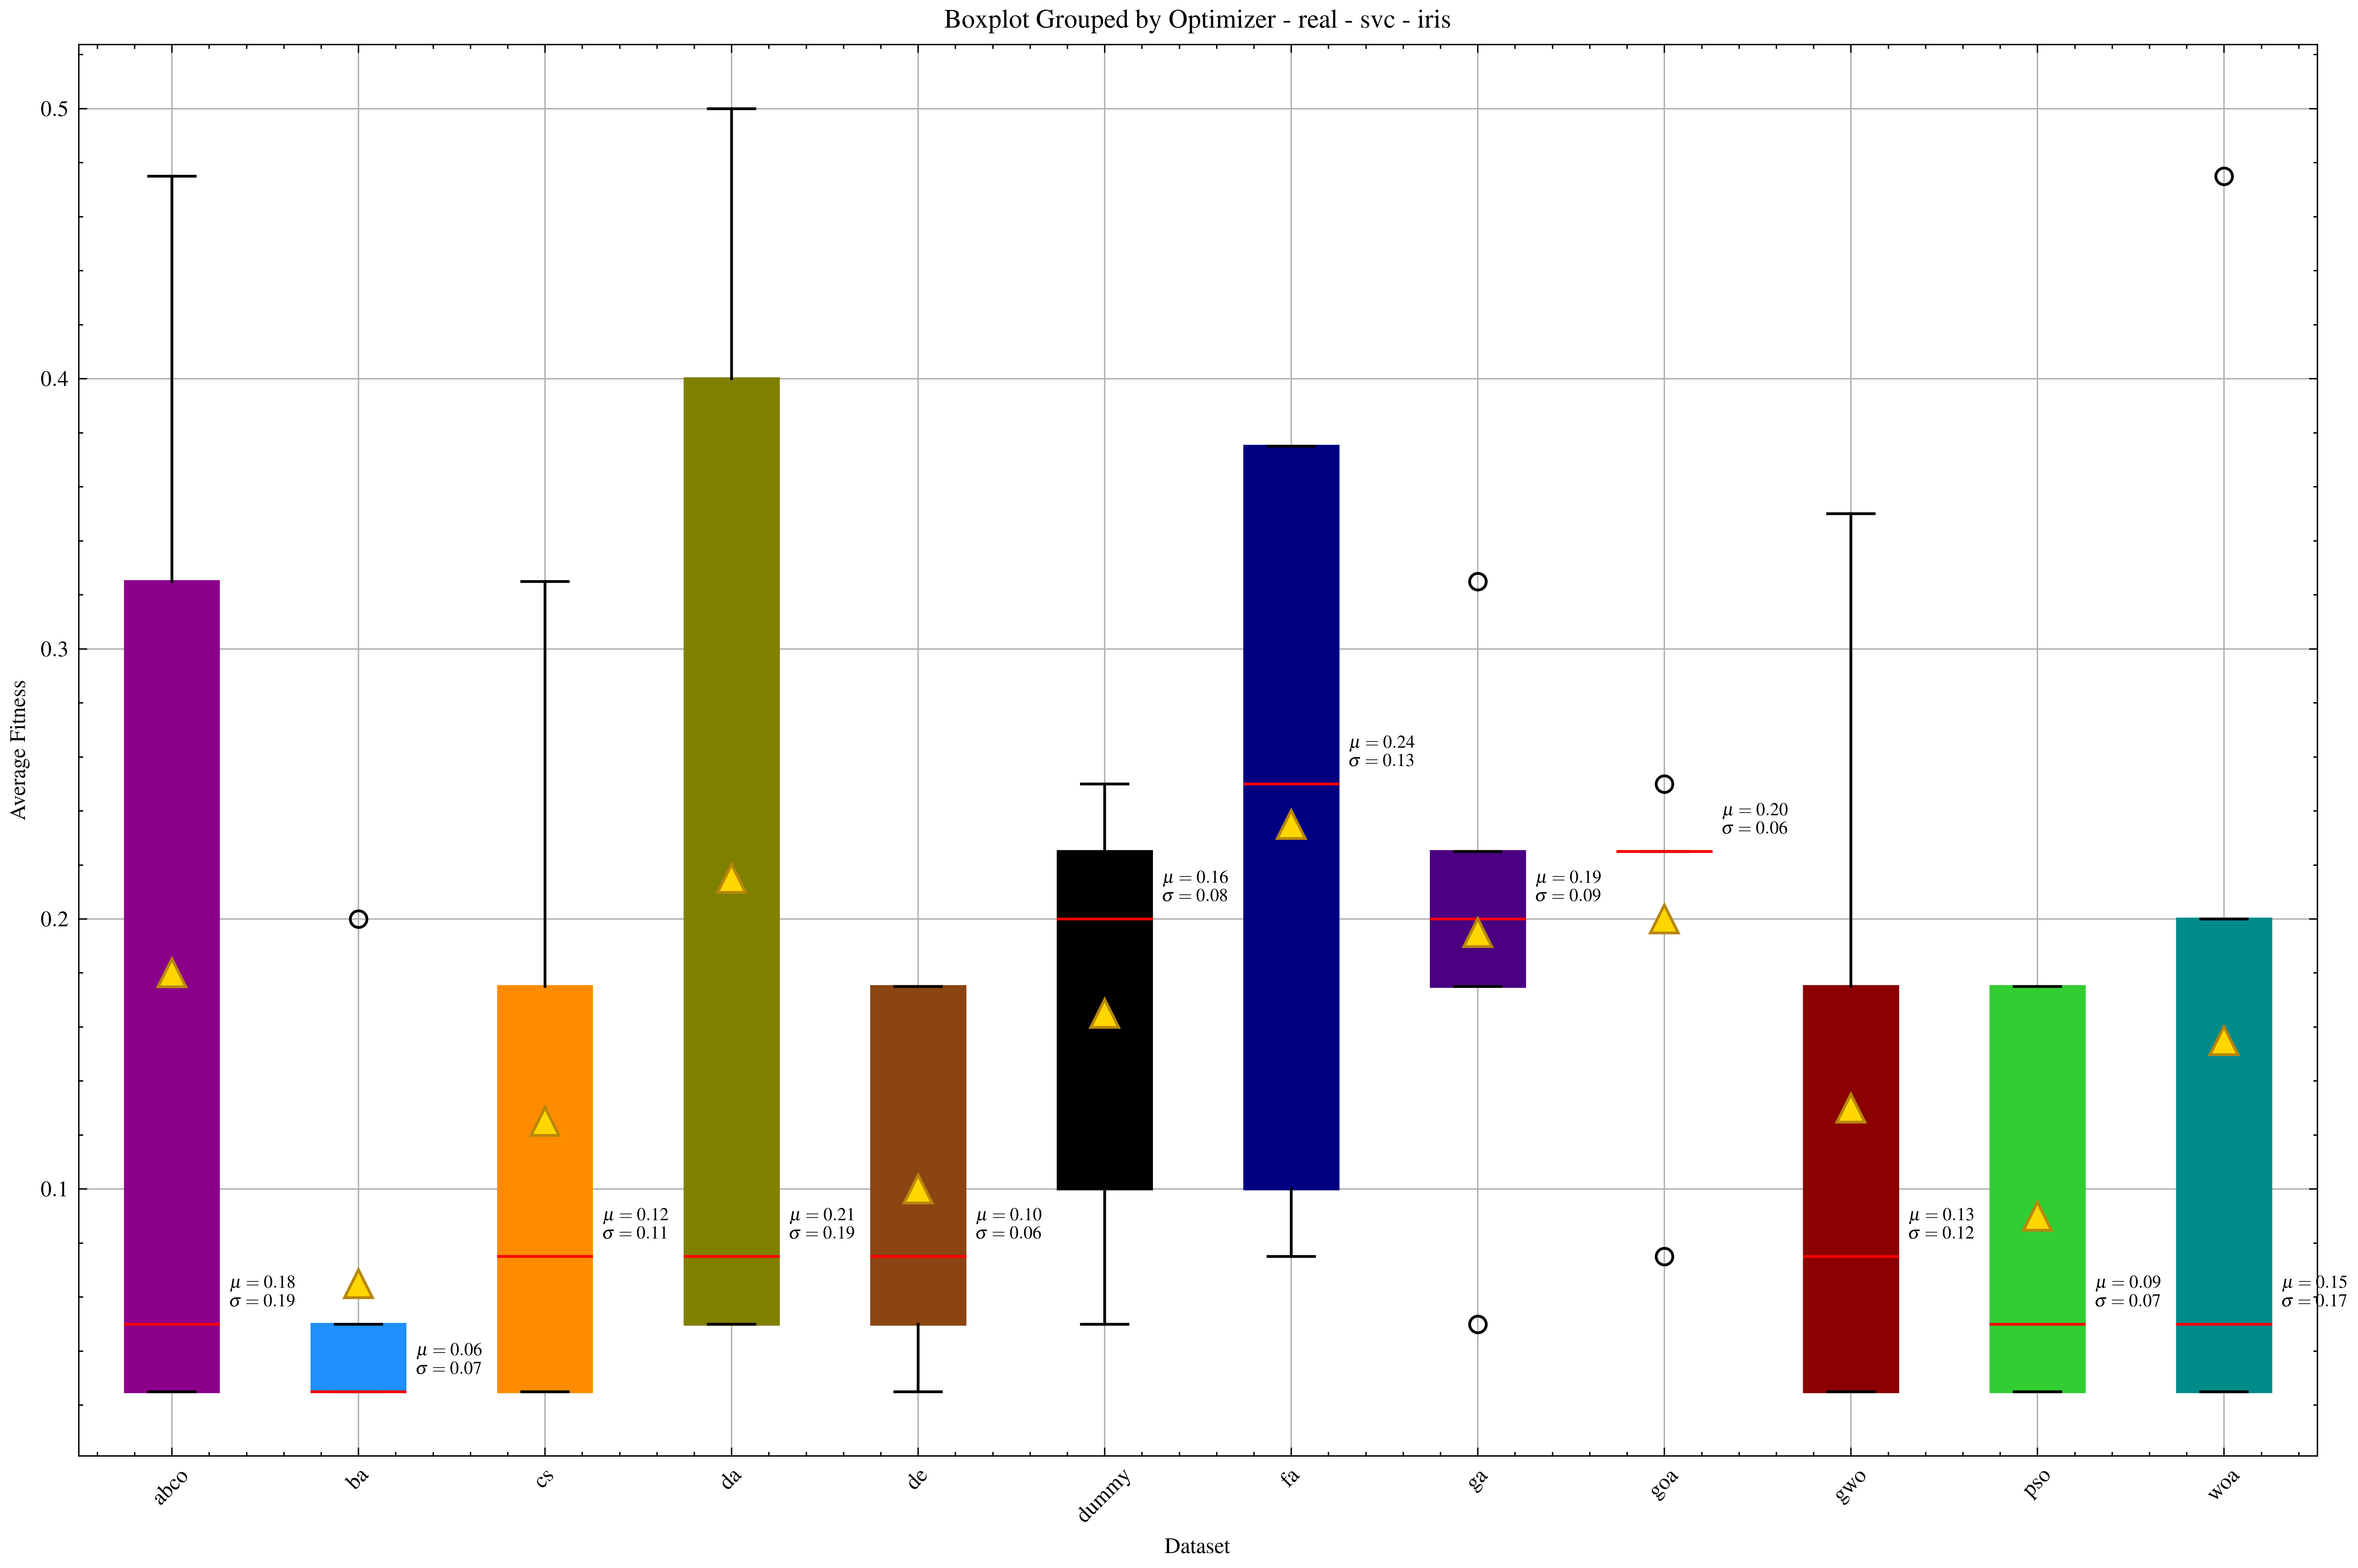 Boxplot Grouped by Optimizer - real - svc - iris
Average Fitness
0.5
0.4
0.3
0.2
0.1
μ = 0.18
σ = 0.19
μ = 0.06
σ = 0.07
μ = 0.12
σ = 0.11
μ = 0.21
σ = 0.19
μ = 0.10
σ = 0.06
μ = 0.16
σ = 0.08
μ = 0.24
σ = 0.13
μ = 0.19
σ = 0.09
μ = 0.20
σ = 0.06
μ = 0.13
σ = 0.12
μ = 0.09
σ = 0.07
μ = 0.15
σ = 0.17
abco
ba
cs
da
de
dummy
fa
ga
goa
gwo
pso
woa
Dataset